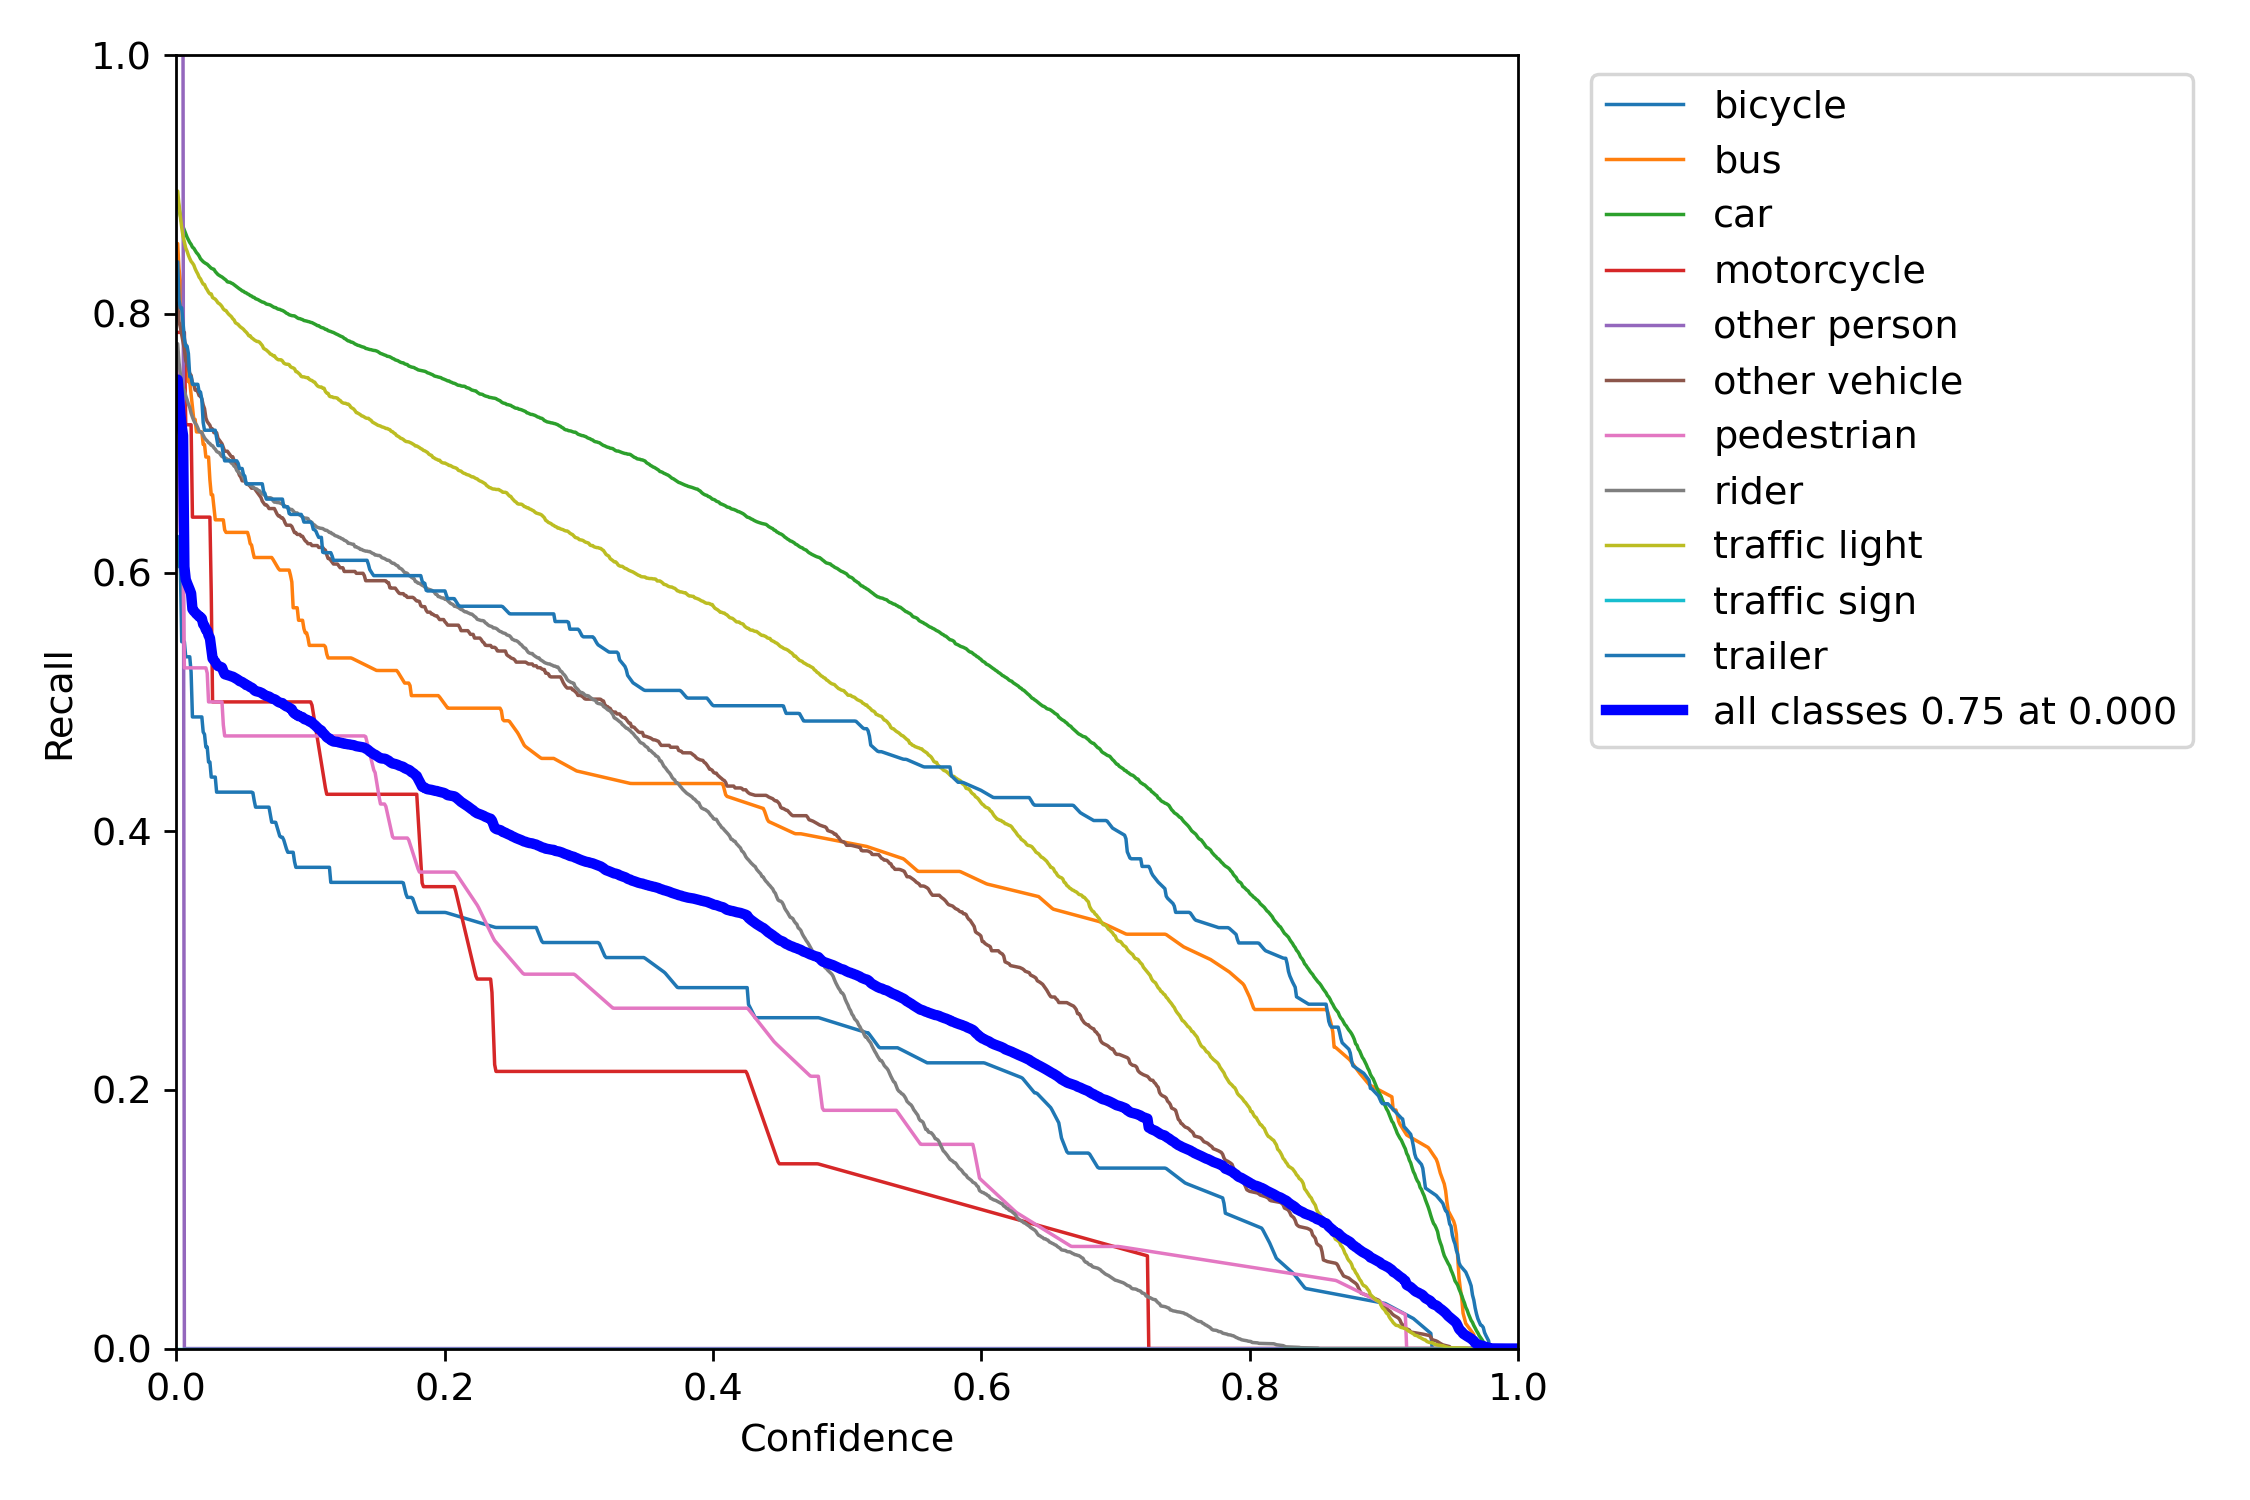 1.0
0.8
0.6
0.4
0.2
0.0
Recall
0.0 0.2 0.4 0.6 0.8 1.0
Confidence
bicycle
bus
car
motorcycle
other person
other vehicle
pedestrian
rider
traffic light
traffic sign
trailer
all classes 0.75 at 0.000